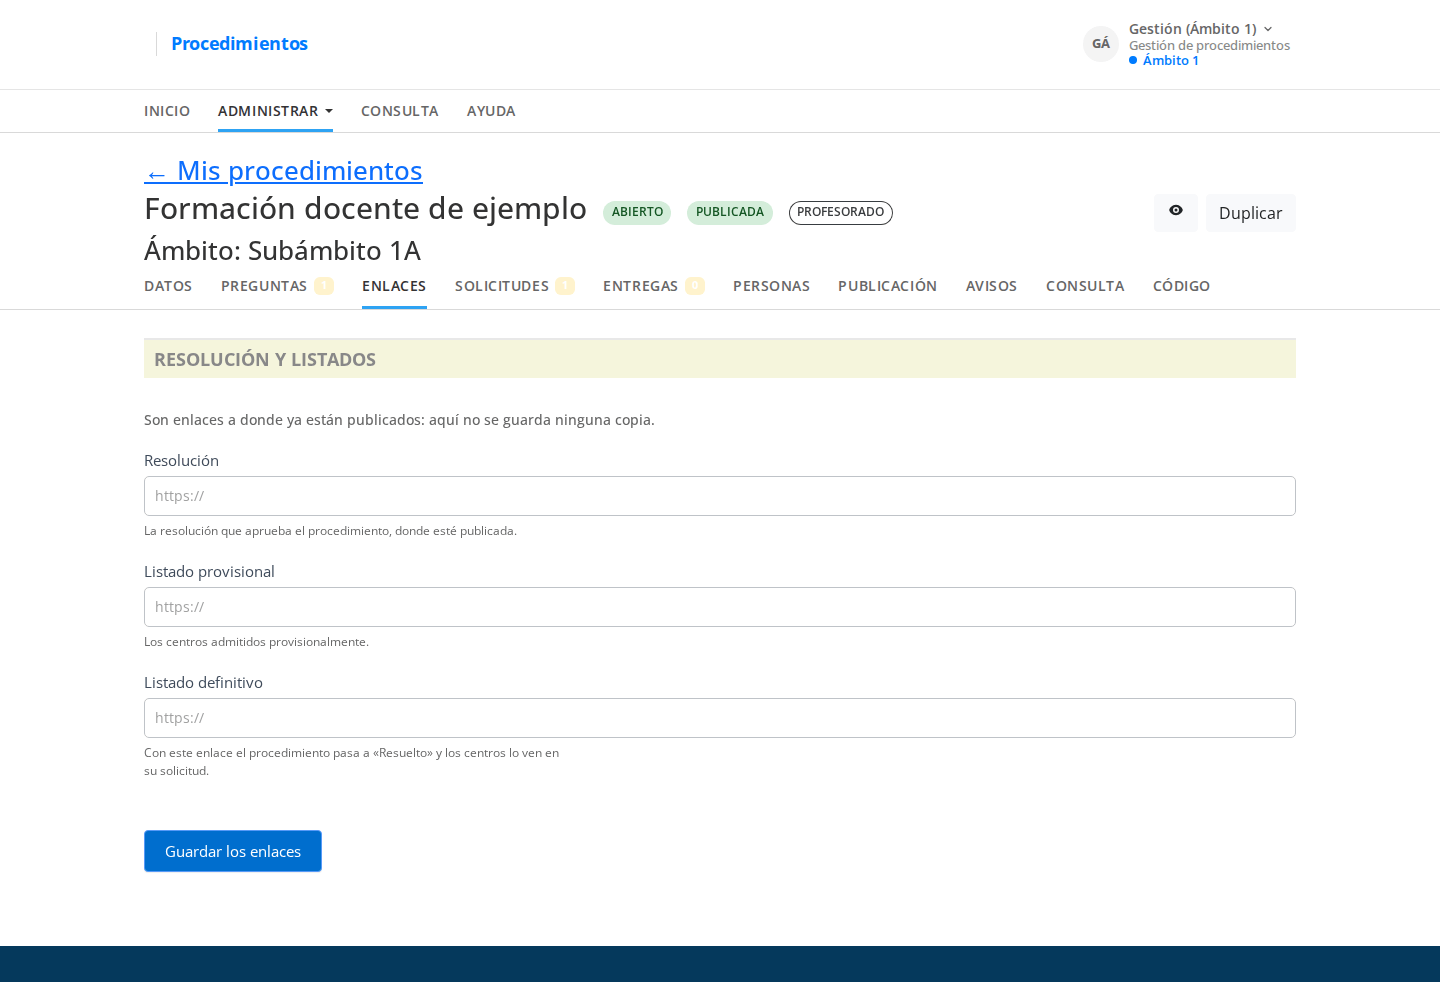 Procedimientos
GÁ
Gestión (Ámbito 1)
Gestión de procedimientos
Ámbito 1
INICIO
ADMINISTRAR
CONSULTA
AYUDA
← Mis procedimientos
Formación docente de ejemplo
ABIERTO
PUBLICADA
PROFESORADO
Duplicar
Ámbito: Subámbito 1A
DATOS
PREGUNTAS 1
ENLACES
SOLICITUDES 1
ENTREGAS 0
PERSONAS
PUBLICACIÓN
AVISOS
CONSULTA
CÓDIGO
RESOLUCIÓN Y LISTADOS
Son enlaces a donde ya están publicados: aquí no se guarda ninguna copia.
Resolución
https://
La resolución que aprueba el procedimiento, donde esté publicada.
Listado provisional
https://
Los centros admitidos provisionalmente.
Listado definitivo
https://
Con este enlace el procedimiento pasa a «Resuelto» y los centros lo ven en
su solicitud.
Guardar los enlaces